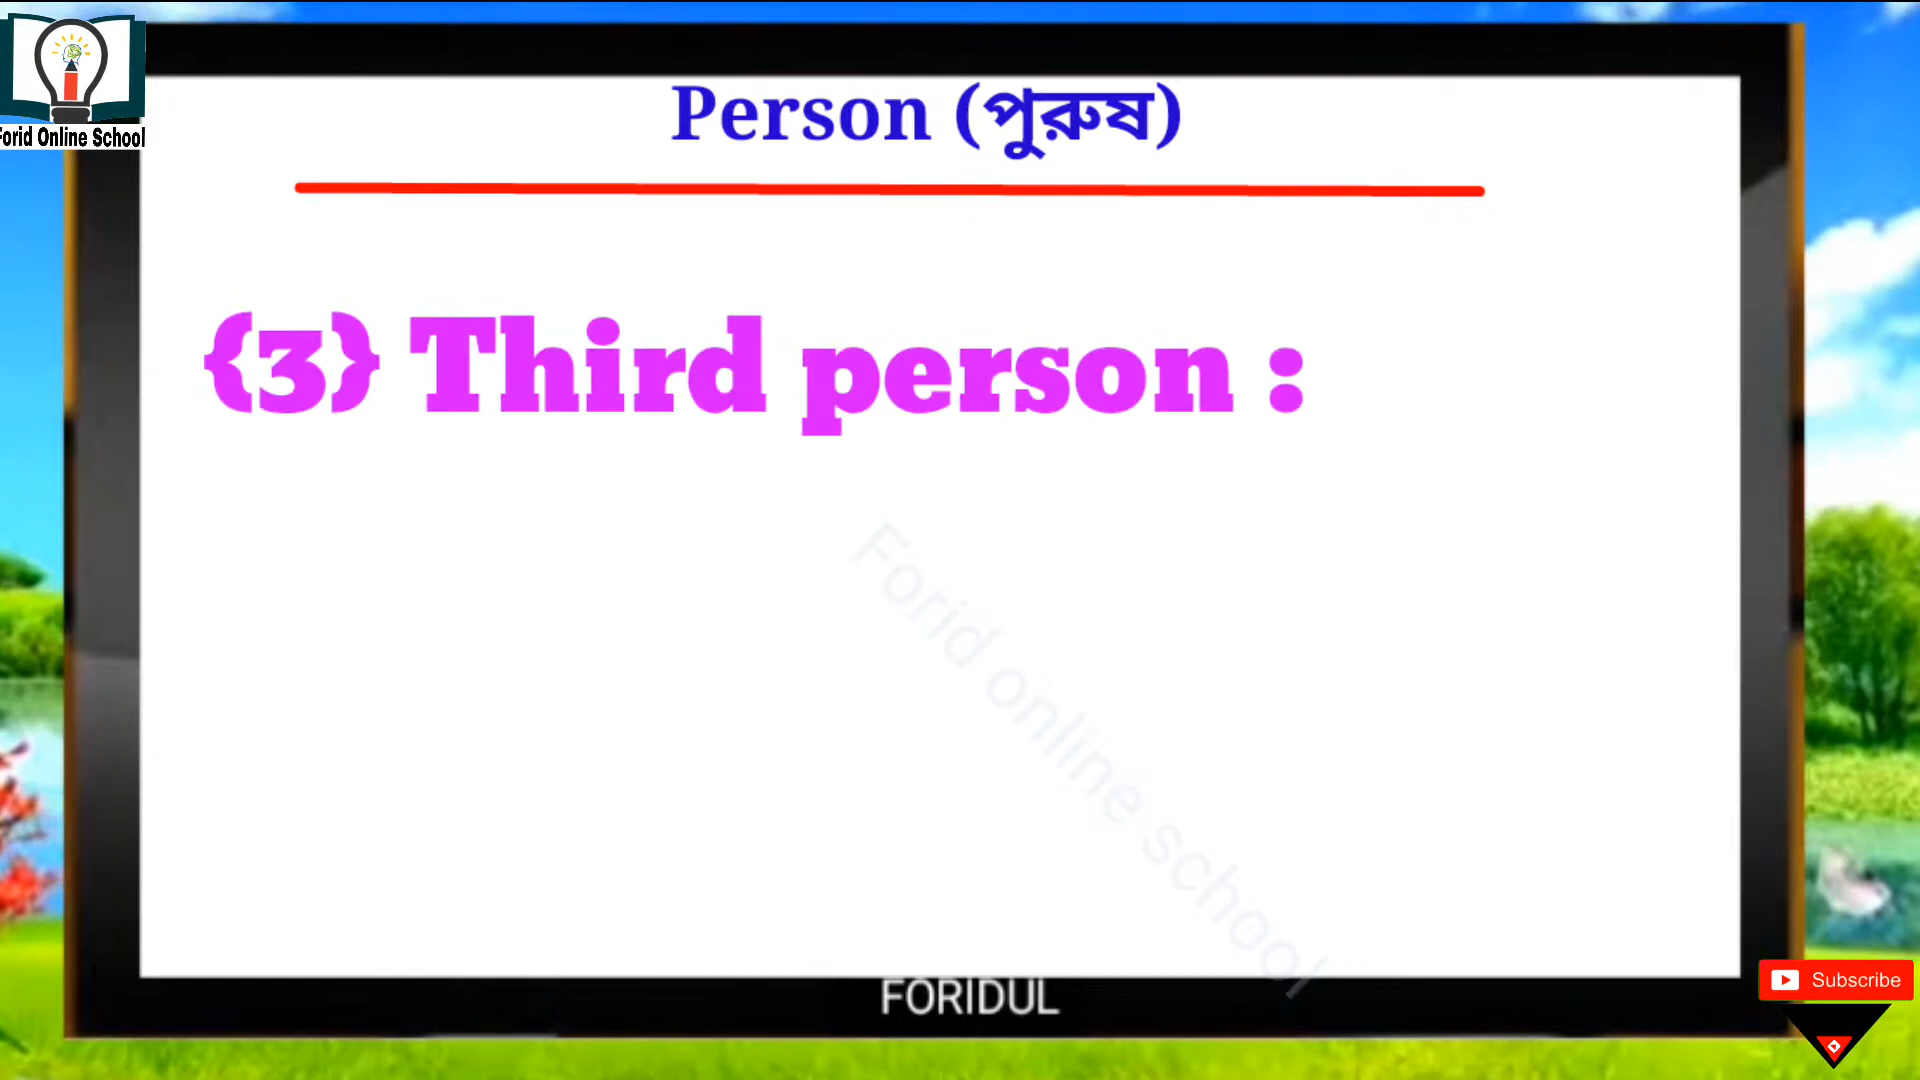 Forid Online School
Person (পুরুষ)
{3} Third person :
Forid online school
FORIDUL
Subscribe